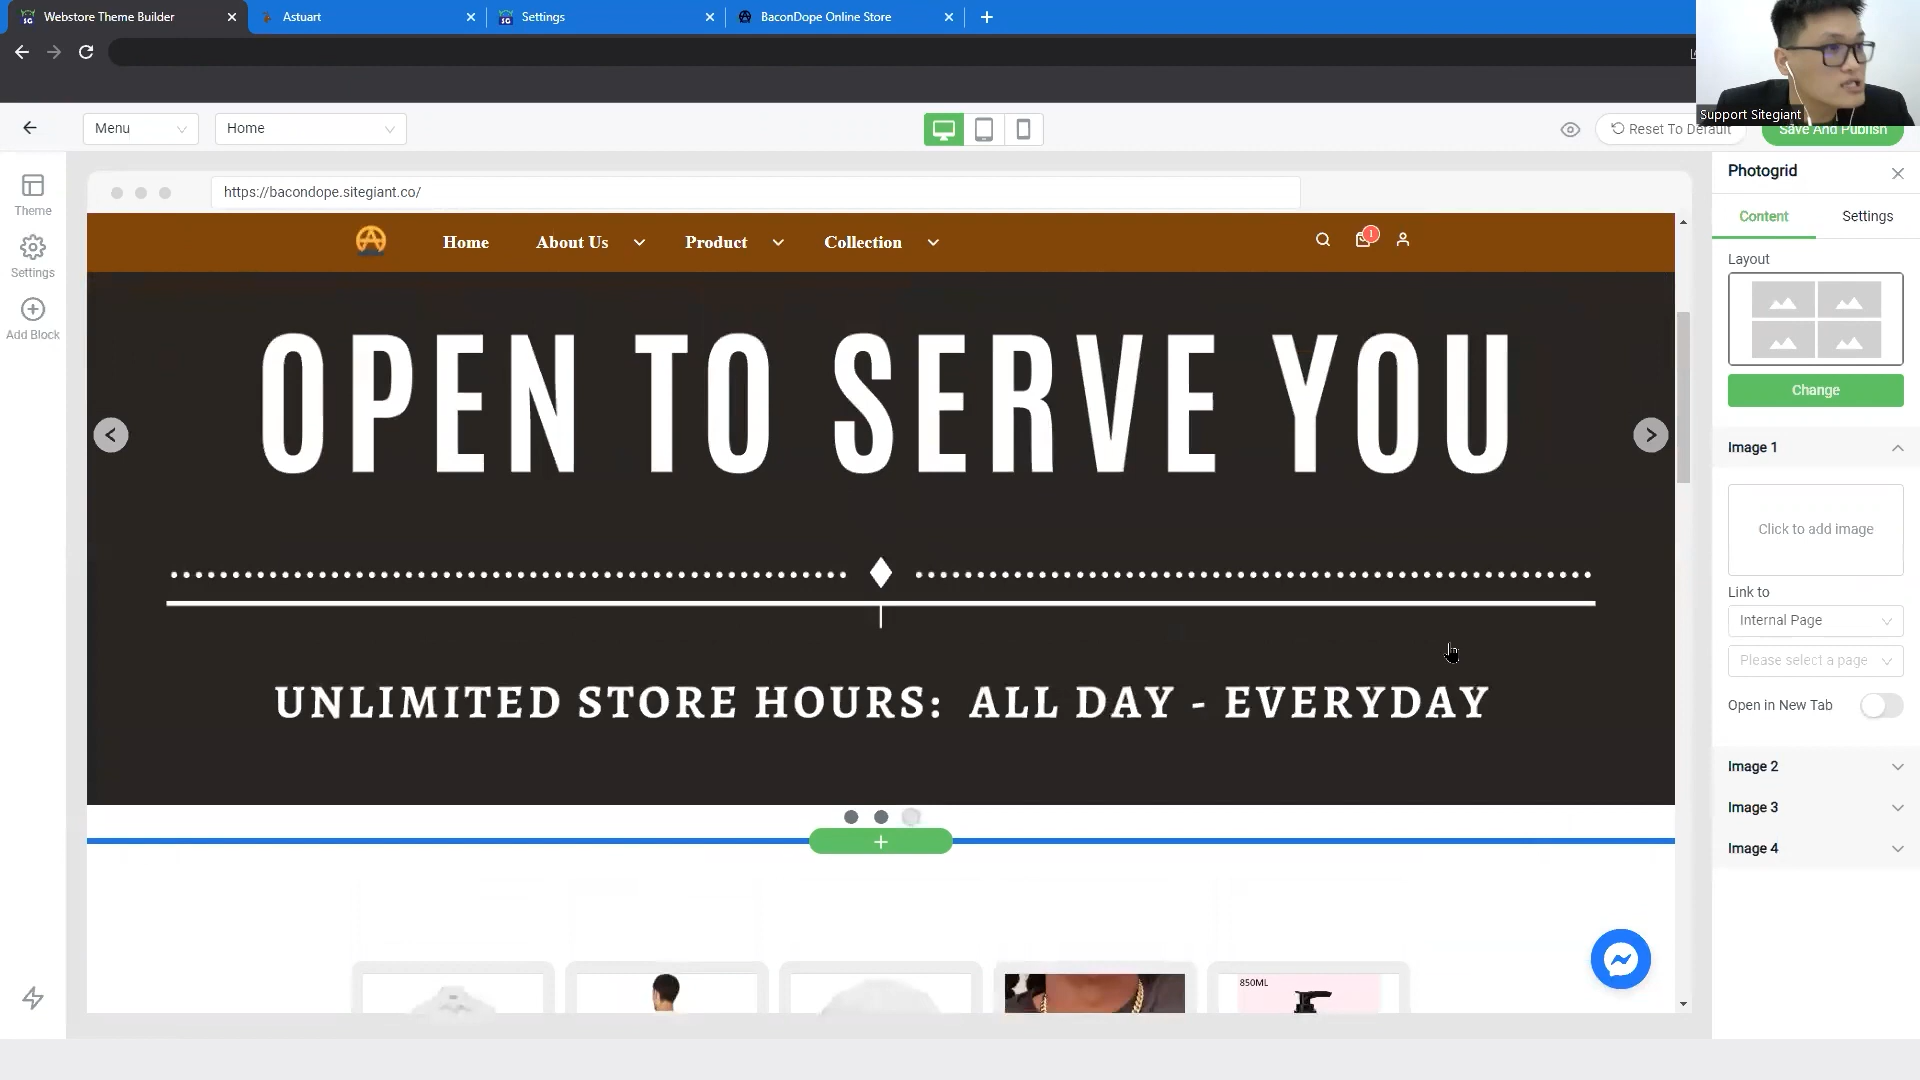 Webstore Theme Builder
Astuart
Settings
BaconDope Online Store
Support Sitegiant
Menu
Home
Reset To Default
Save And Publish
Theme
Settings
Add Block
https://bacondope.sitegiant.co/
Home
About Us
Product
Collection
1
OPEN TO SERVE YOU
UNLIMITED STORE HOURS: ALL DAY - EVERYDAY
850ML
Photogrid
Content
Settings
Layout
Change
Image 1
Click to add image
Link to
Internal Page
Please select a page
Open in New Tab
Image 2
Image 3
Image 4